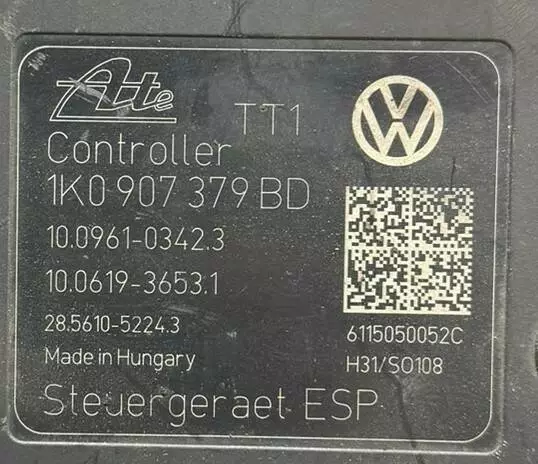 Ate
TT1
VW
Controller
1K0 907 379 BD
10.0961-0342.3
10.0619-3653.1
28.5610-5224.3
6115050052C
Made in Hungary
H31/SO108
Steuergeraet ESP